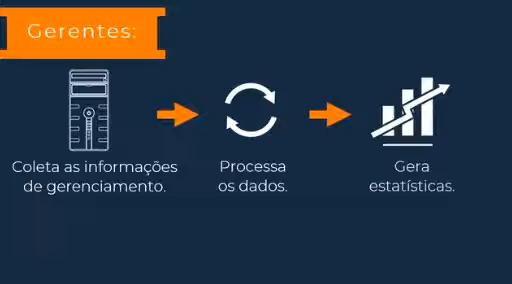 Gerentes:
Coleta as informações
de gerenciamento.
Processa
os dados.
Gera
estatísticas.